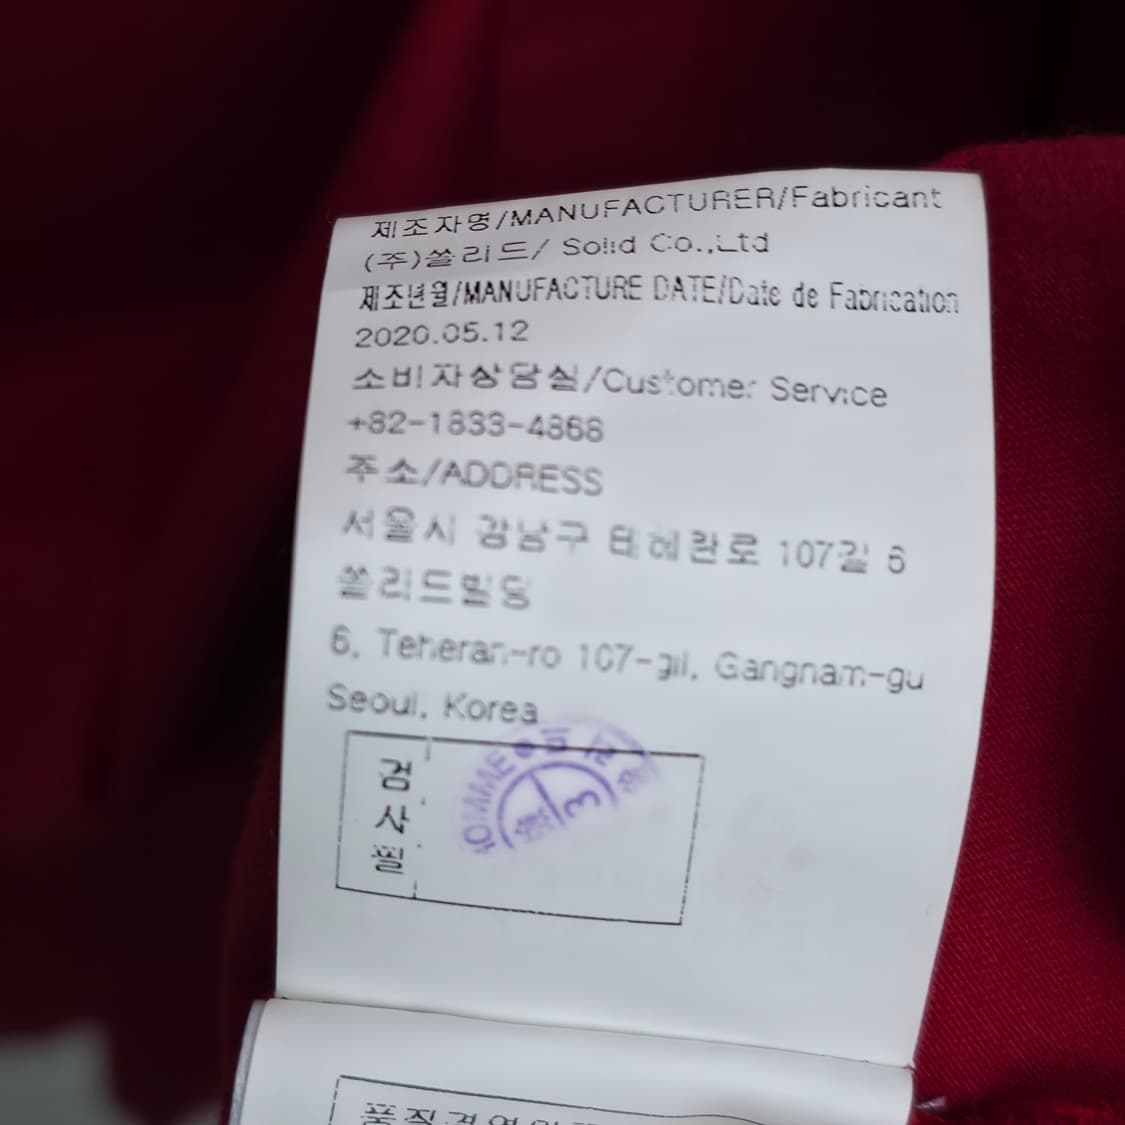 제조자명/MANUFACTURER/Fabricant
(주)쏠리드/ Solid Co.,Ltd
제조년월/MANUFACTURE DATE/Date de Fabrication
2020.05.12
소비자상담실/Customer Service
+82-1833-4868
주소/ADDRESS
서울시 강남구 테헤란로 107길 6
쏠리드빌딩
6, Teheran-ro 107-gil, Gangnam-gu
Seoul, Korea
검사필
3